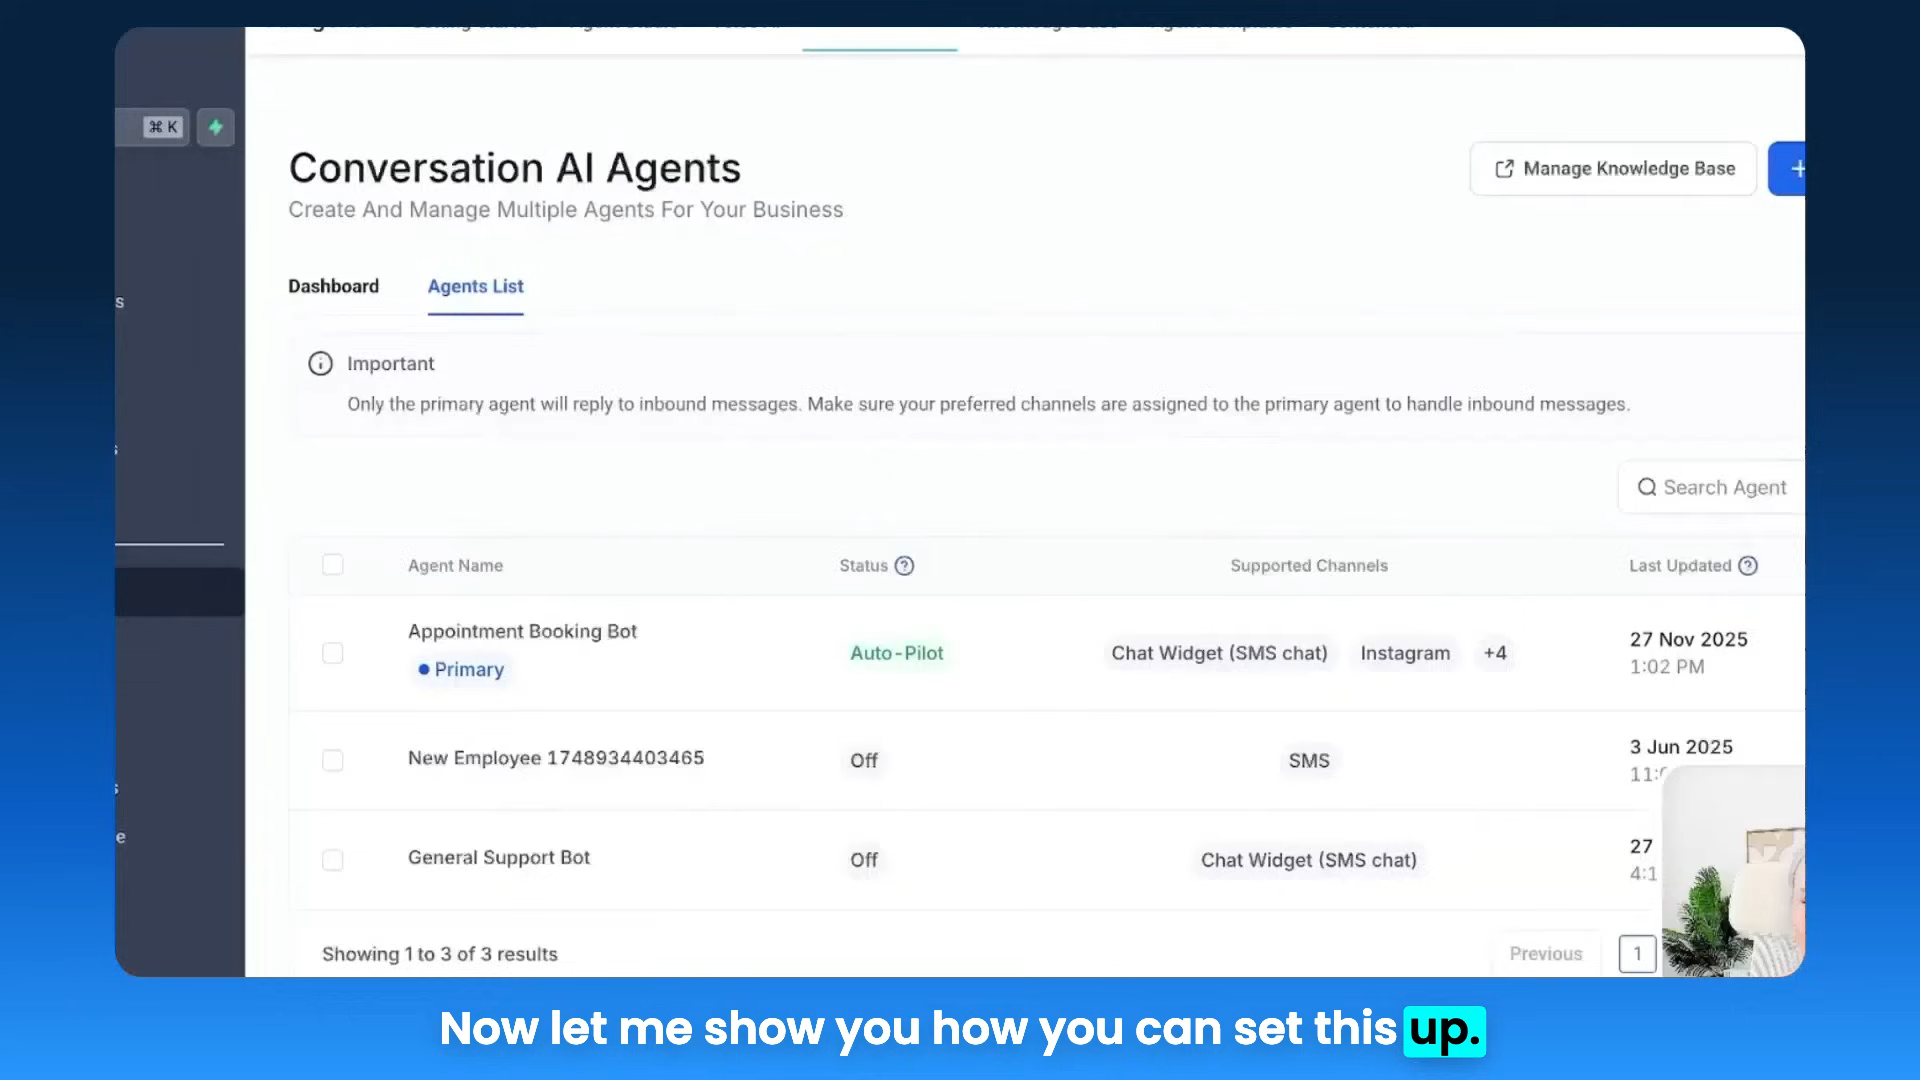 ⌘ K
Conversation AI Agents
Create And Manage Multiple Agents For Your Business
Manage Knowledge Base
+
Dashboard
Agents List
Important
Only the primary agent will reply to inbound messages. Make sure your preferred channels are assigned to the primary agent to handle inbound messages.
Search Agent
Agent Name
Status
Supported Channels
Last Updated
Appointment Booking Bot
Primary
Auto-Pilot
Chat Widget (SMS chat)
Instagram
+4
27 Nov 2025
1:02 PM
New Employee 1748934403465
Off
SMS
3 Jun 2025
General Support Bot
Off
Chat Widget (SMS chat)
27
Showing 1 to 3 of 3 results
Previous
1
Now let me show you how you can set this up.